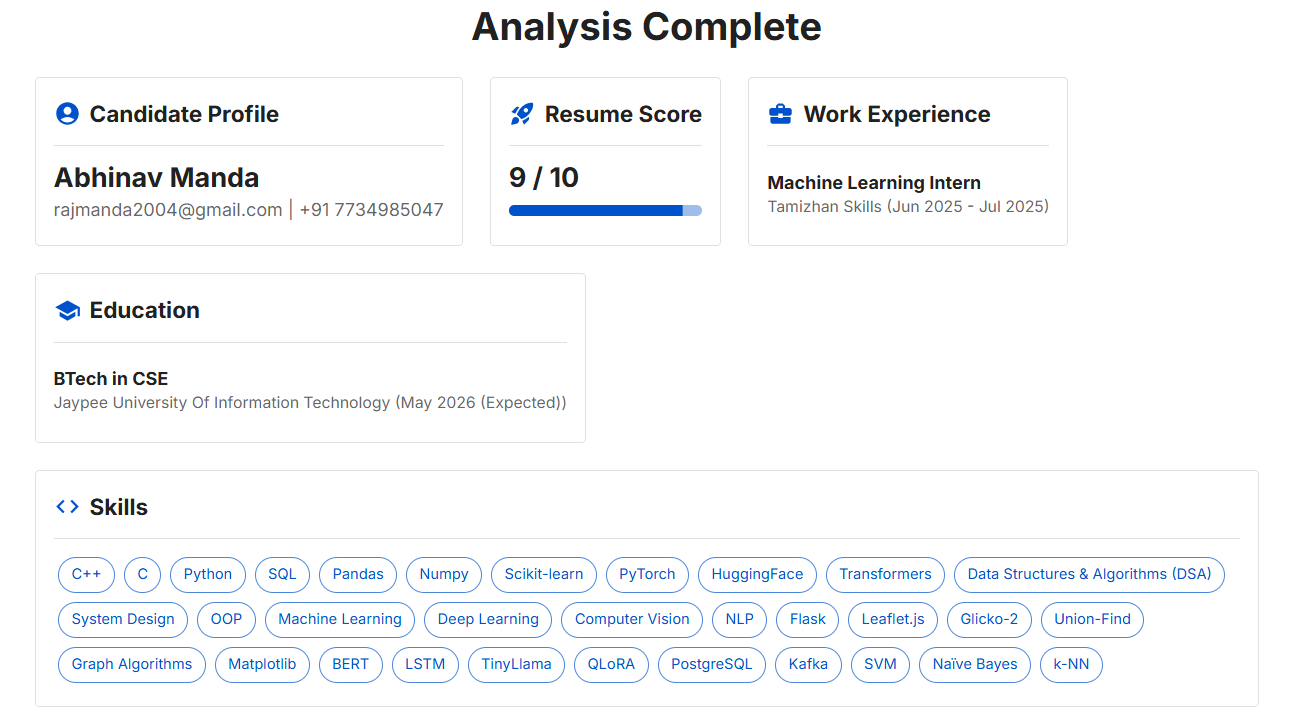 Analysis Complete
Candidate Profile
Abhinav Manda
rajmanda2004@gmail.com | +91 7734985047
Resume Score
9 / 10
Work Experience
Machine Learning Intern
Tamizhan Skills (Jun 2025 - Jul 2025)
Education
BTech in CSE
Jaypee University Of Information Technology (May 2026 (Expected))
Skills
C++ C Python SQL Pandas Numpy Scikit-learn PyTorch HuggingFace Transformers Data Structures & Algorithms (DSA)
System Design OOP Machine Learning Deep Learning Computer Vision NLP Flask Leaflet.js Glicko-2 Union-Find
Graph Algorithms Matplotlib BERT LSTM TinyLlama QLoRA PostgreSQL Kafka SVM Naïve Bayes k-NN